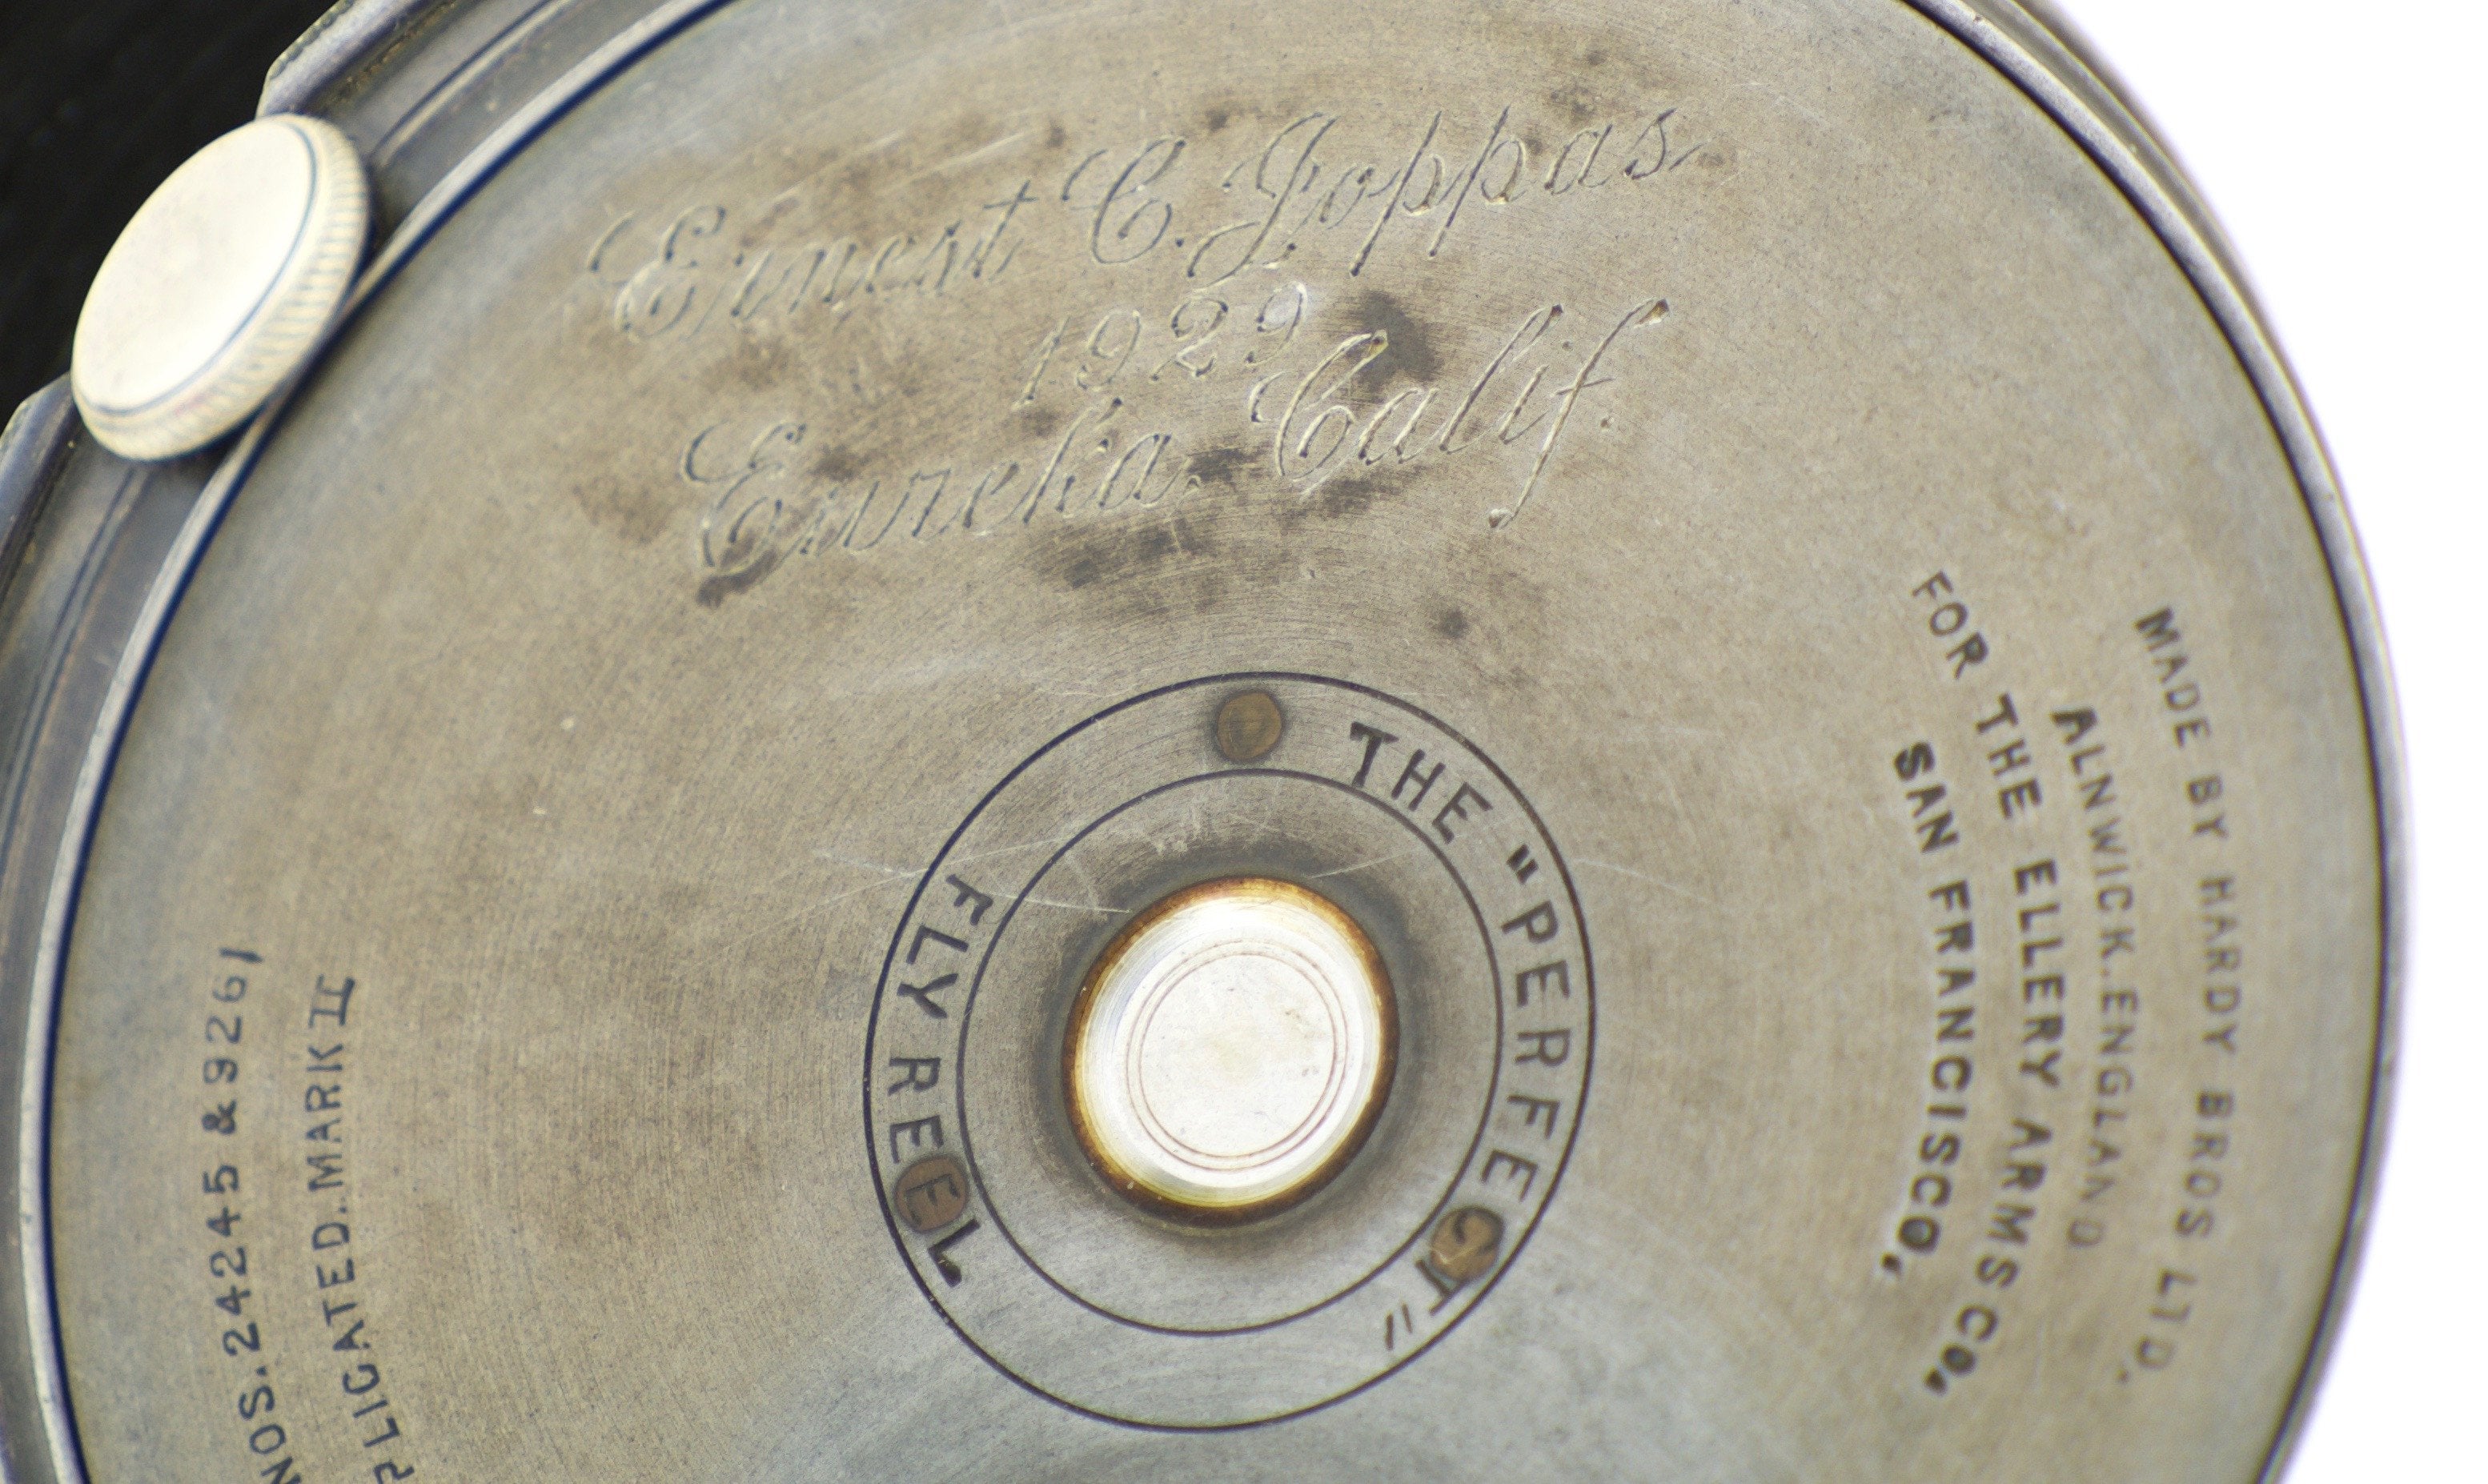 Ernest C. Joppas.
1929
Eureka, Calif.
THE "PERFECT"
FLY REEL
MADE BY HARDY BROS LTD.
ALNWICK. ENGLAND
FOR THE ELLERY ARMS CO.
SAN FRANCISCO,
NOS. 24245 & 9261
PLICATED. MARK II